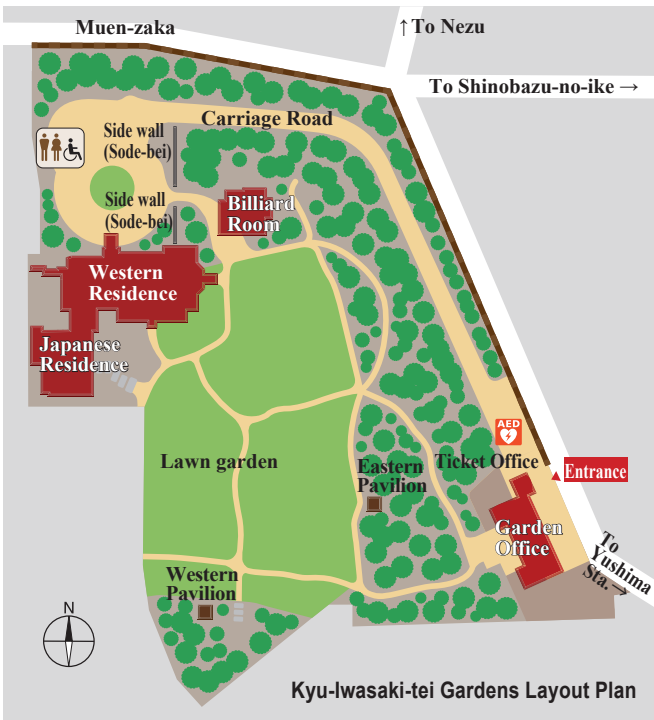 Muen-zaka
↑To Nezu
To Shinobazu-no-ike →
Carriage Road
Side wall
(Sode-bei)
Side wall
(Sode-bei)
Billiard
Room
Western
Residence
Japanese
Residence
AED
Lawn garden
Eastern
Pavilion
Ticket Office
Entrance
Garden
Office
To
Yushima
Sta. →
Western
Pavilion
N
Kyu-Iwasaki-tei Gardens Layout Plan